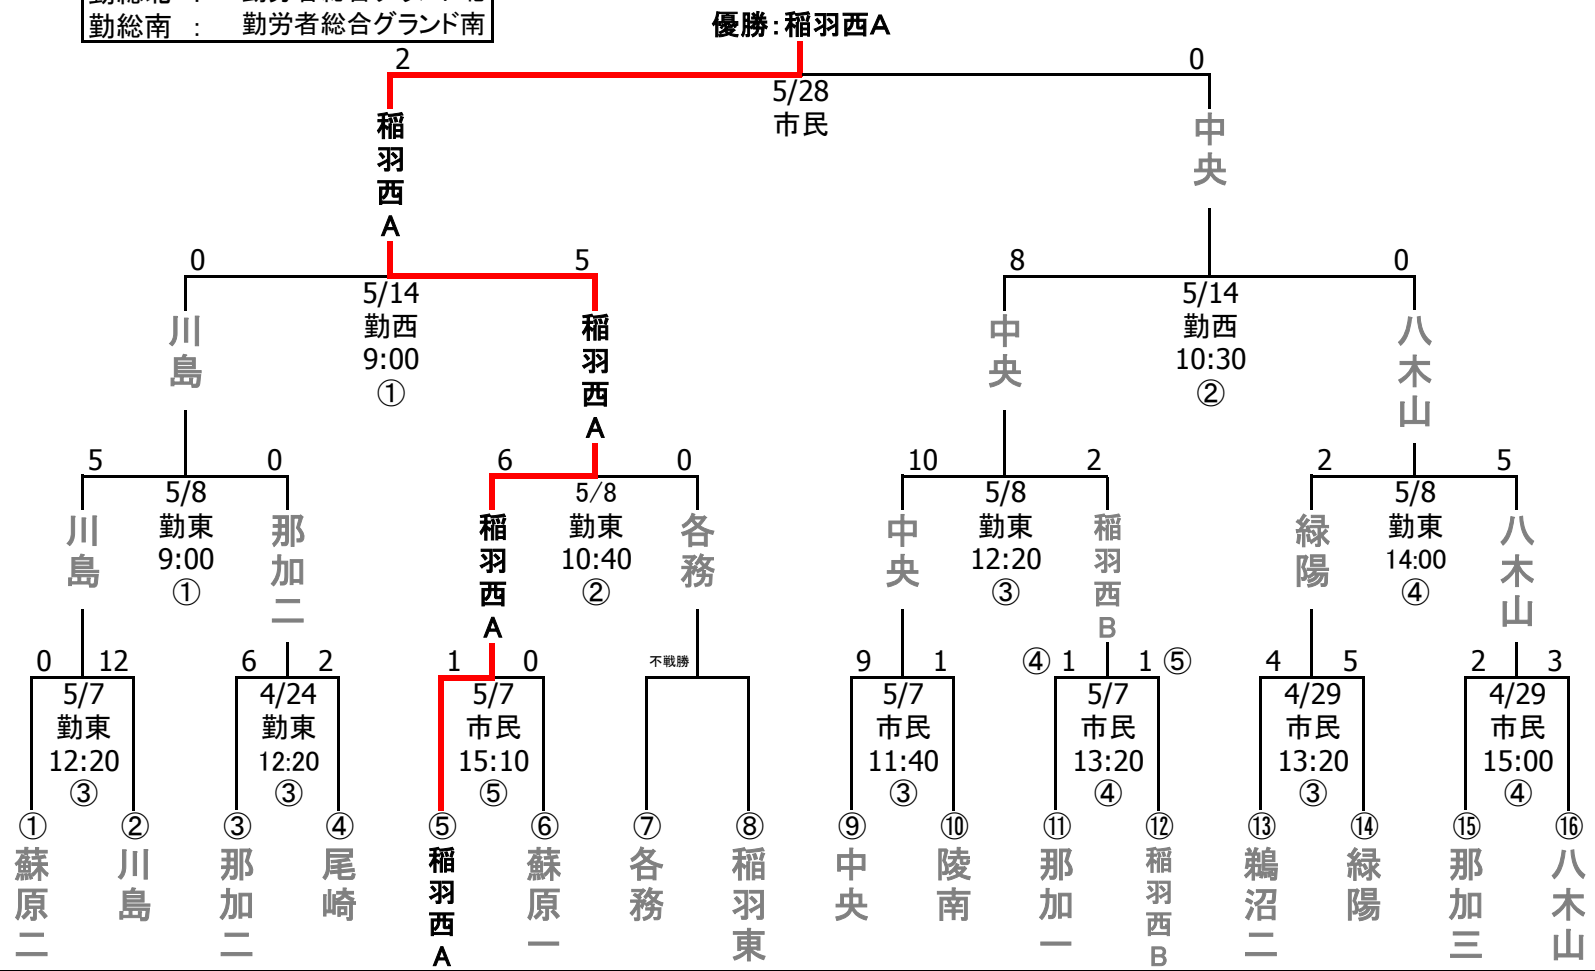 勤総南 ： 勤労者総合グランド南
優勝：稲羽西A
2
0
5/28
市民
稲羽西A
中央
0
5
8
0
5/14
勤西
9:00
①
5/14
勤西
10:30
②
川島
稲羽西A
中央
八木山
5
0
6
0
10
2
2
5
5/8
勤東
9:00
①
5/8
勤東
10:40
②
5/8
勤東
12:20
③
5/8
勤東
14:00
④
川島
那加二
稲羽西A
各務
中央
稲羽西B
緑陽
八木山
0
12
6
2
1
0
不戦勝
9
1
④ 1
1 ⑤
4
5
2
3
5/7
勤東
12:20
③
4/24
勤東
12:20
③
5/7
市民
15:10
⑤
5/7
市民
11:40
③
5/7
市民
13:20
④
4/29
市民
13:20
③
4/29
市民
15:00
④
①
蘇原二
②
川島
③
那加二
④
尾崎
⑤
稲羽西A
⑥
蘇原一
⑦
各務
⑧
稲羽東
⑨
中央
⑩
陵南
⑪
那加一
⑫
稲羽西B
⑬
鵜沼二
⑭
緑陽
⑮
那加三
⑯
八木山